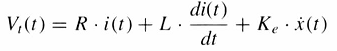 V_t(t) = R · i(t) + L · di(t)/dt + K_e · ẋ(t)